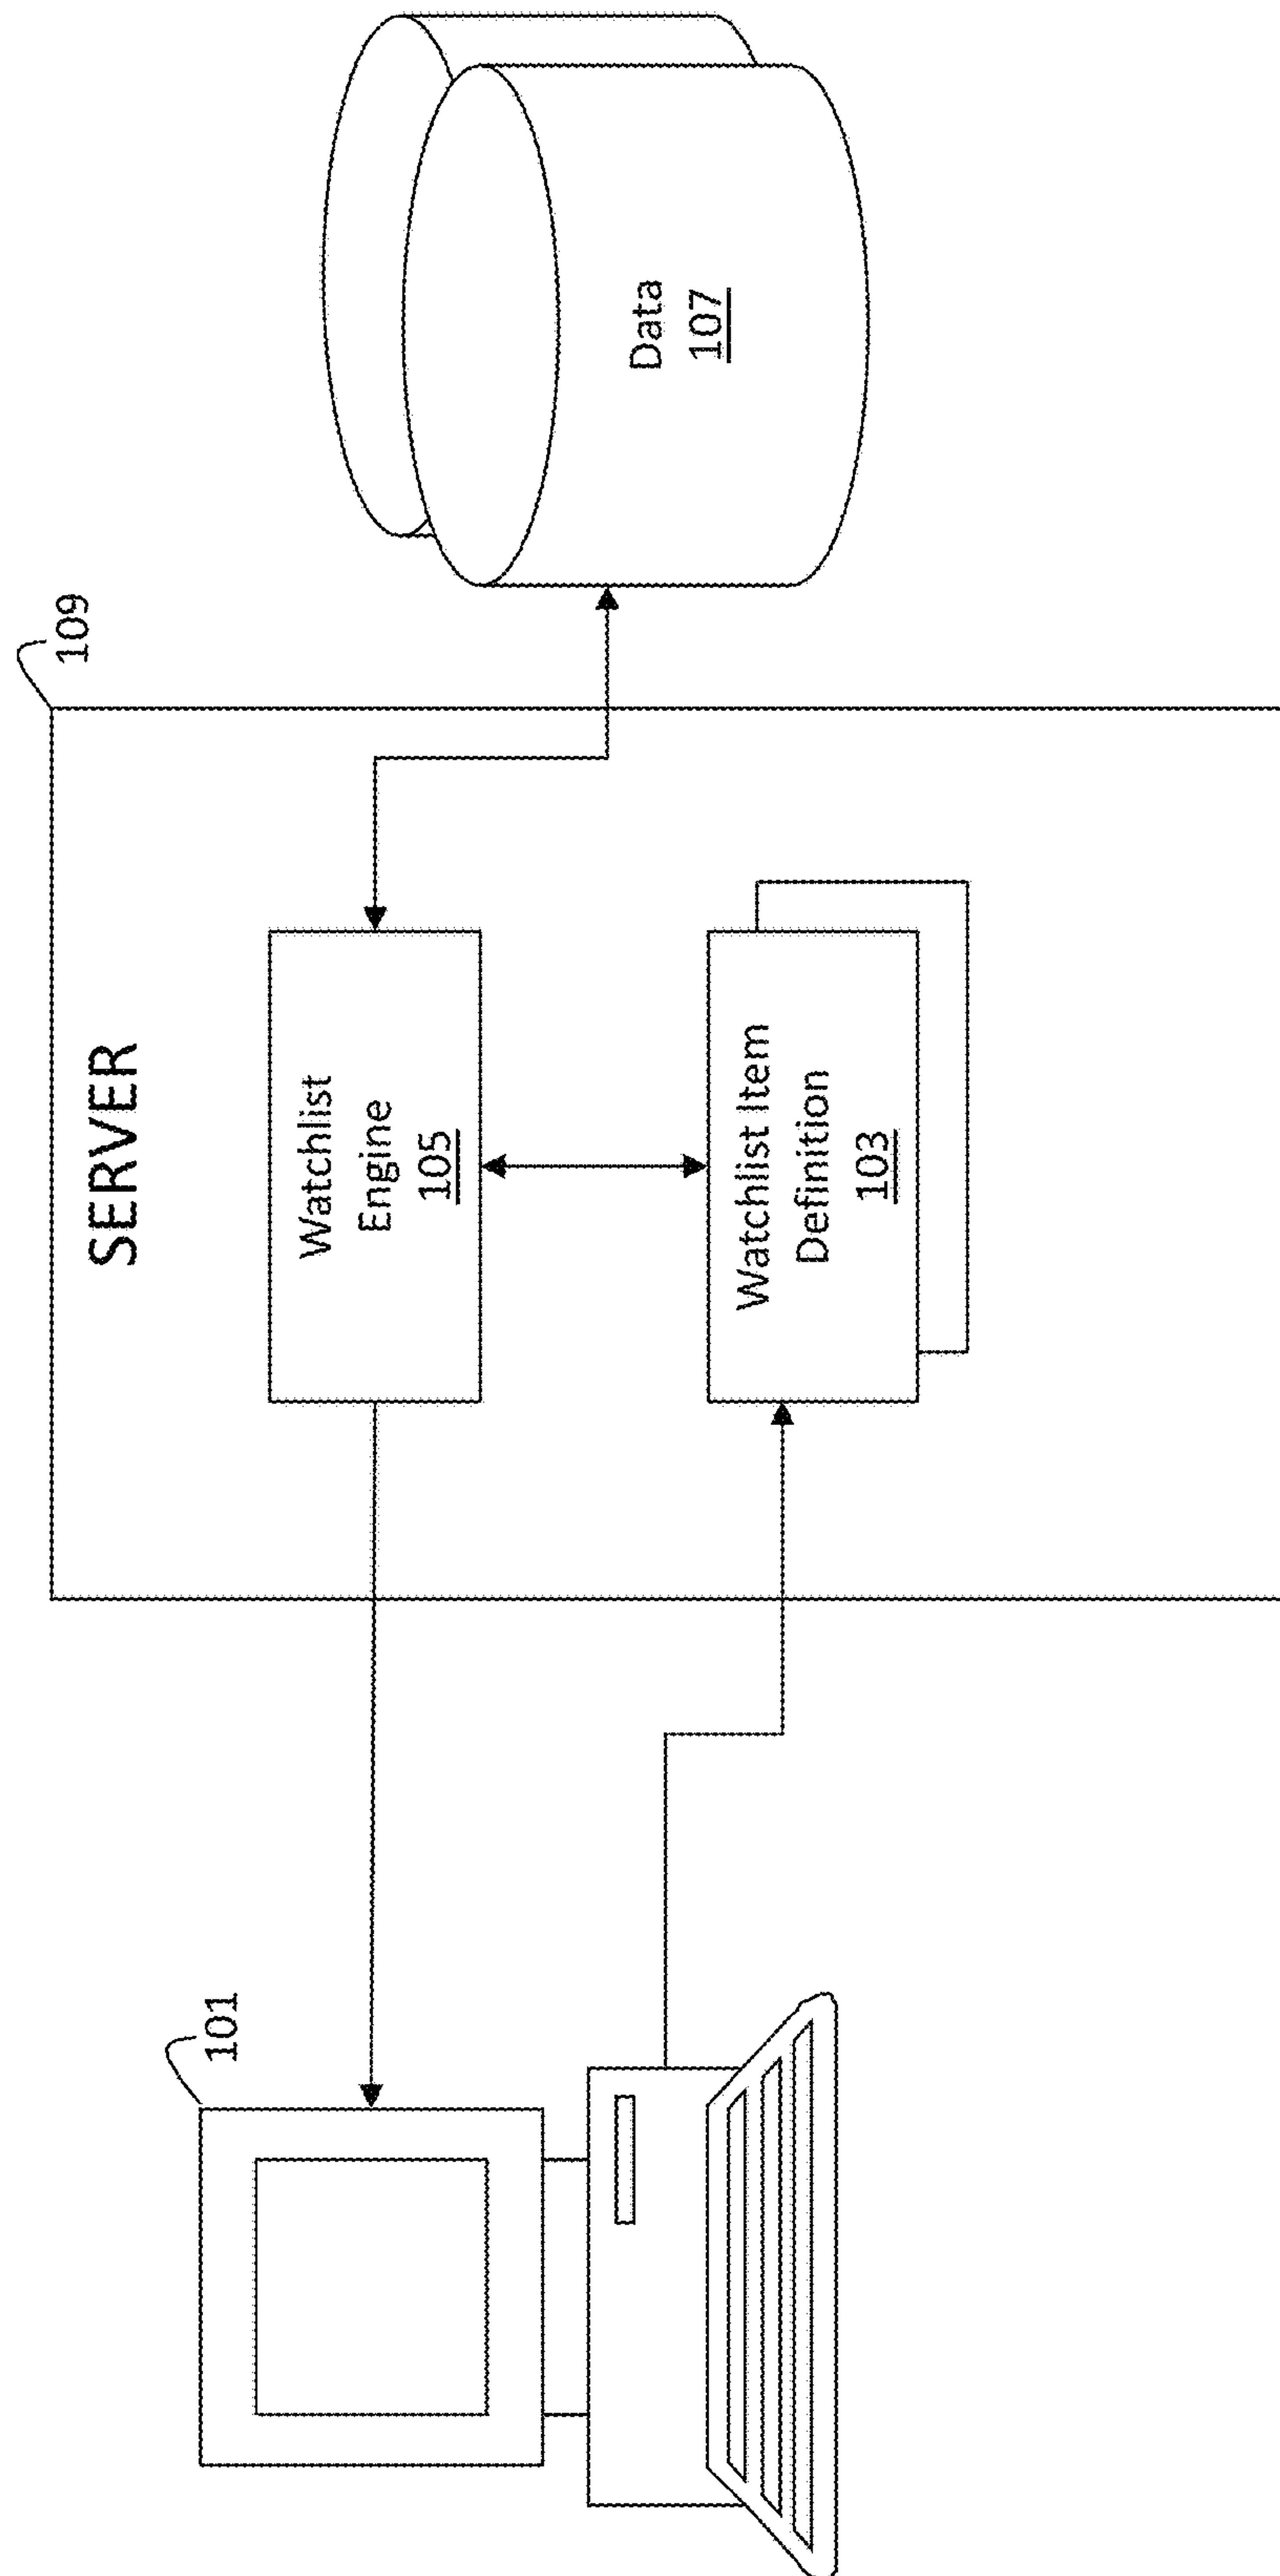 101
109
SERVER
Watchlist
Engine
105
Watchlist Item
Definition
103
Data
107